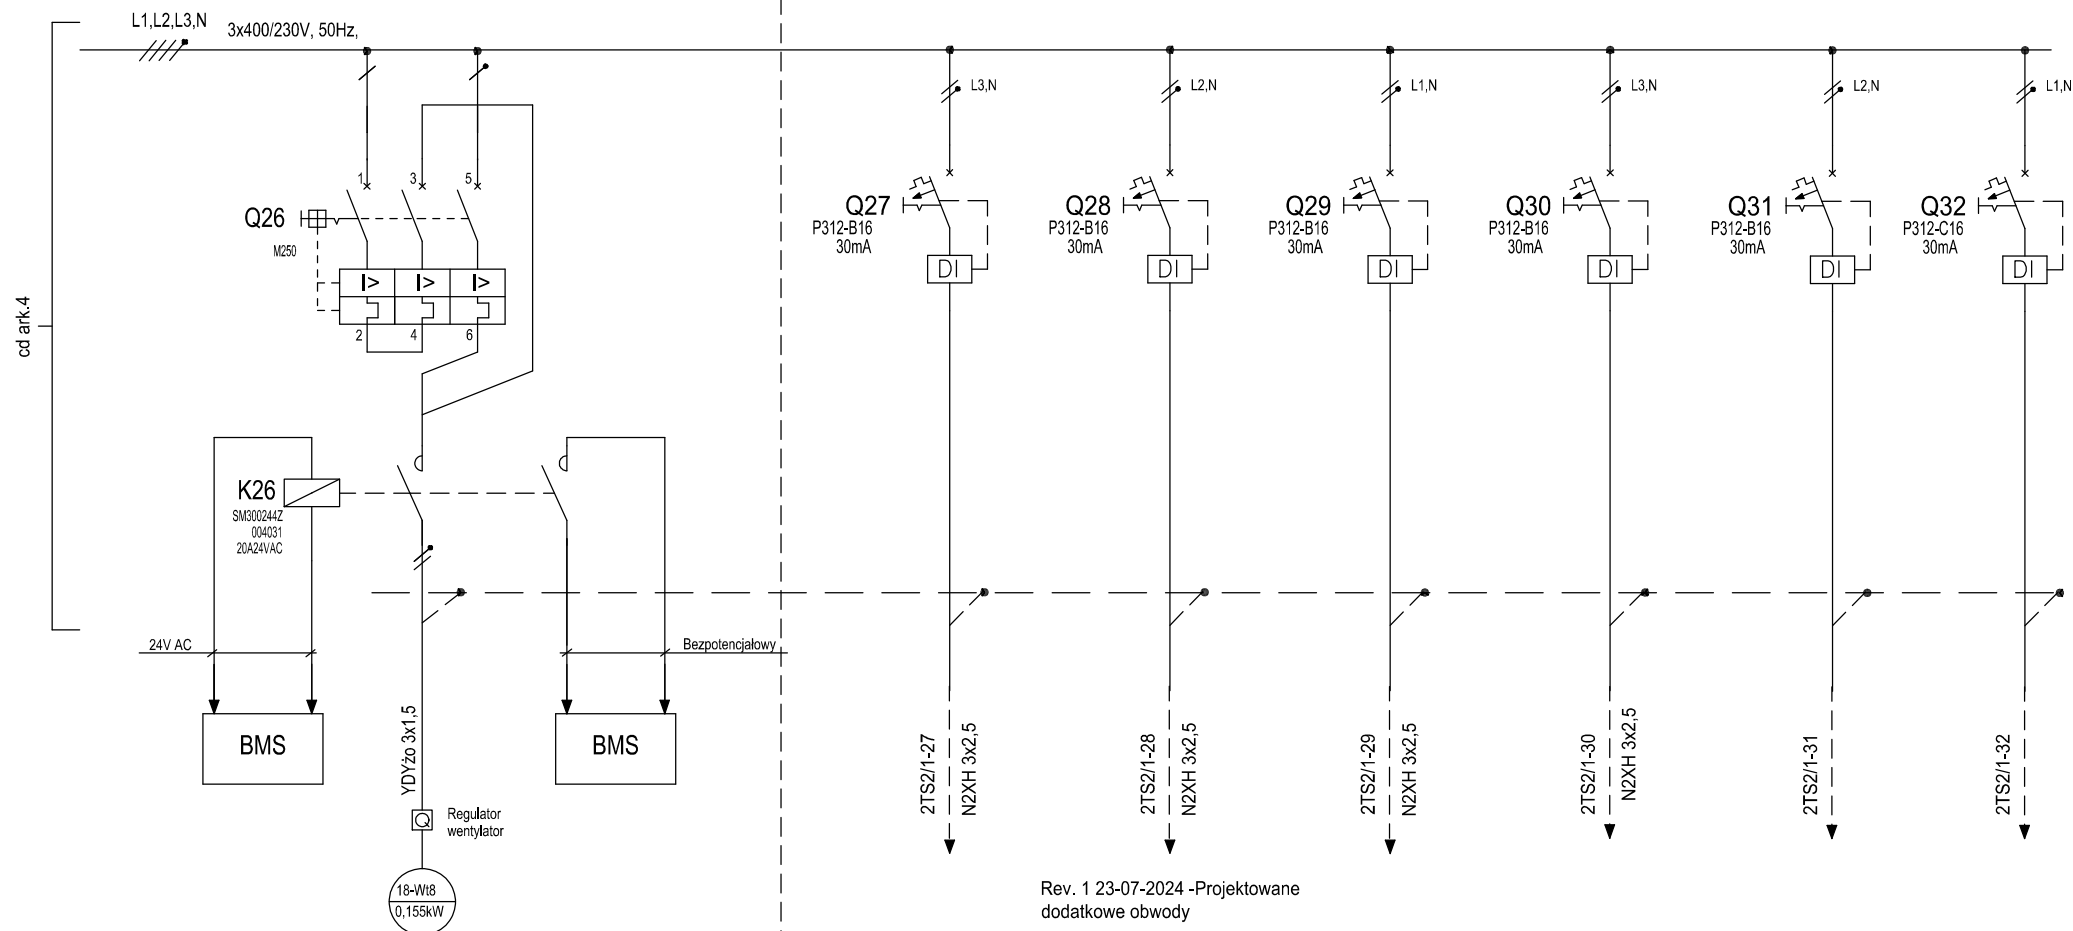 L1,L2,L3,N
3x400/230V, 50Hz,
L3,N
L2,N
L1,N
L3,N
L2,N
L1,N
1
3
5
Q26
M250
I>
I>
I>
2
4
6
Q27
P312-B16
30mA
DI
Q28
P312-B16
30mA
DI
Q29
P312-B16
30mA
DI
Q30
P312-B16
30mA
DI
Q31
P312-B16
30mA
DI
Q32
P312-C16
30mA
DI
cd ark.4
K26
SM300244Z
004031
20A24VAC
24V AC
Bezpotencjałowy
BMS
BMS
YDYżo 3x1,5
Q
Regulator
wentylator
18-Wt8
0,155kW
2TS2/1-27
N2XH 3x2,5
2TS2/1-28
N2XH 3x2,5
2TS2/1-29
N2XH 3x2,5
2TS2/1-30
N2XH 3x2,5
2TS2/1-31
2TS2/1-32
Rev. 1 23-07-2024 -Projektowane
dodatkowe obwody